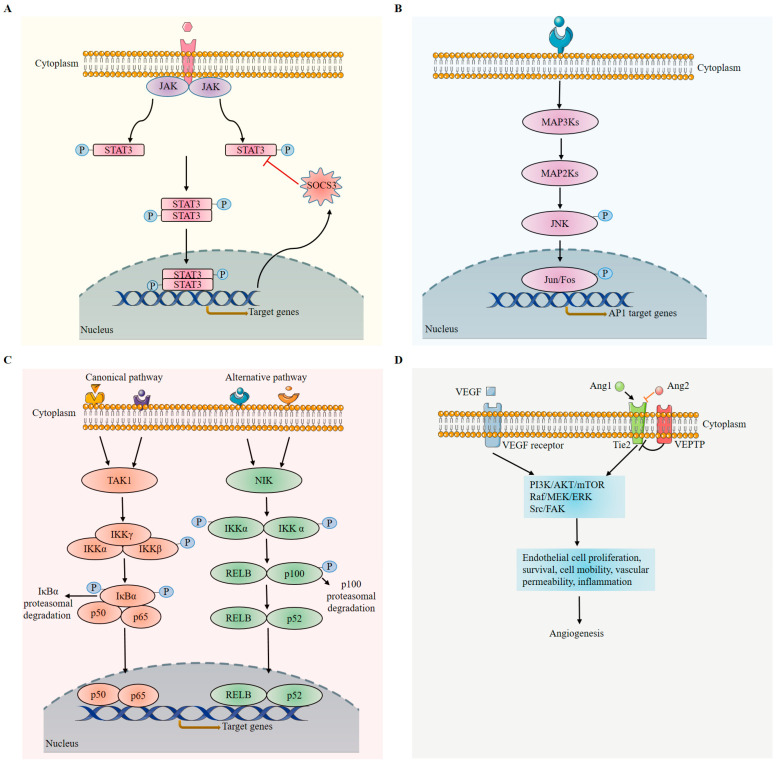 A
Cytoplasm
JAK
JAK
P
STAT3
STAT3
P
SOCS3
STAT3
P
P
STAT3
STAT3
P
P
STAT3
Target genes
Nucleus
B
Cytoplasm
MAP3Ks
MAP2Ks
JNK
P
Jun/Fos
P
AP1 target genes
Nucleus
C
Canonical pathway
Alternative pathway
Cytoplasm
TAK1
NIK
IKKγ
IKKα
IKKβ
P
P
IKKα
IKK α
P
P
IκBα
P
p50
p65
IκBα
proteasomal
degradation
RELB
p100
P
p100
proteasomal
degradation
RELB
p52
p50
p65
RELB
p52
Target genes
Nucleus
D
VEGF
Ang1
Ang2
Cytoplasm
VEGF receptor
Tie2
VEPTP
PI3K/AKT/mTOR
Raf/MEK/ERK
Src/FAK
Endothelial cell proliferation,
survival, cell mobility, vascular
permeability, inflammation
Angiogenesis